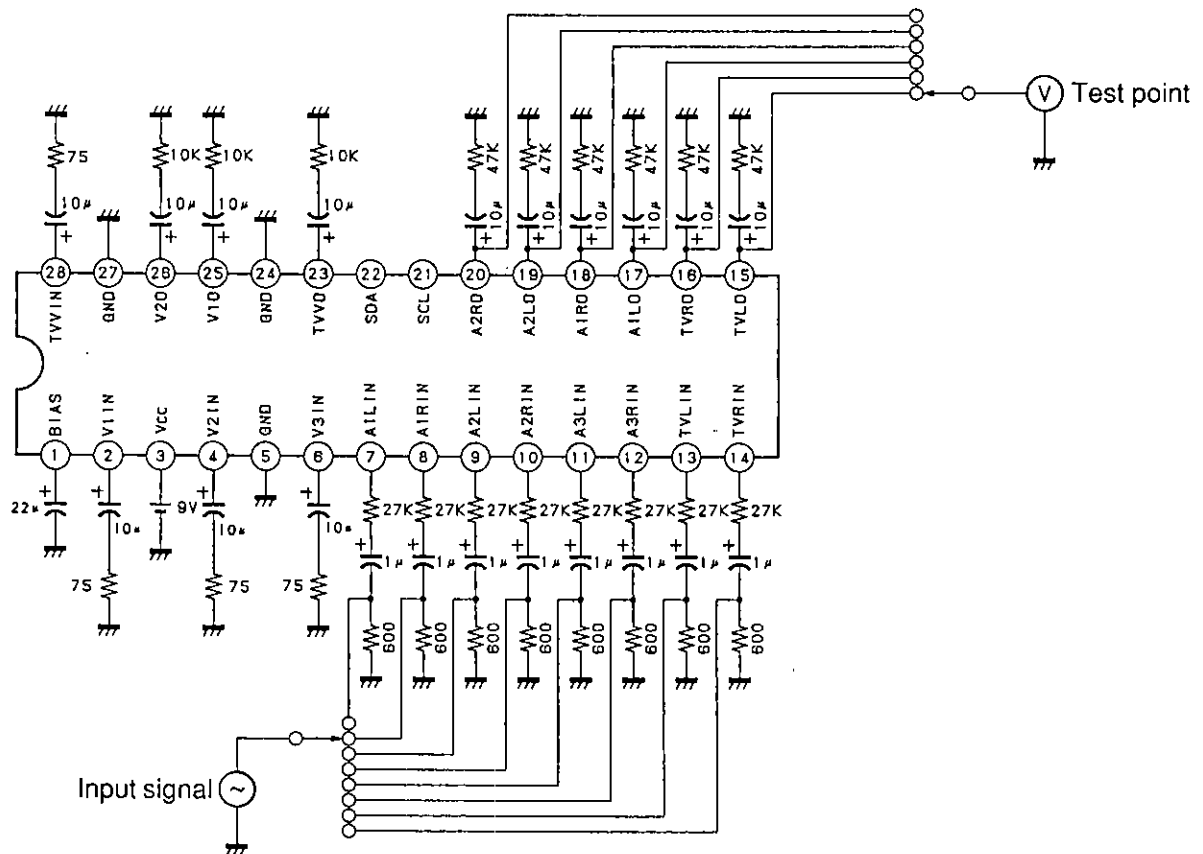 Test point
75 10K 10K 10K 47K 47K 47K 47K 47K 47K
10μ 10μ 10μ 10μ 10μ 10μ 10μ 10μ 10μ 10μ
+ + + + + + + + + +
V
28 27 26 25 24 23 22 21 20 19 18 17 16 15
TVVIN GND V2O V1O GND TVVO SDA SCL A2RO A2LO A1RO A1LO TVRO TVLO
BIAS V1IN VCC V2IN GND V3IN A1LIN A1RIN A2LIN A2RIN A3LIN A3RIN TVLIN TVRIN
1 2 3 4 5 6 7 8 9 10 11 12 13 14
+ + + + 27K 27K 27K 27K 27K 27K 27K 27K
22μ 10μ 9V 10μ 10μ
+ + + + + + + +
1μ 1μ 1μ 1μ 1μ 1μ 1μ 1μ
75 75 75
600 600 600 600 600 600 600 600
Input signal